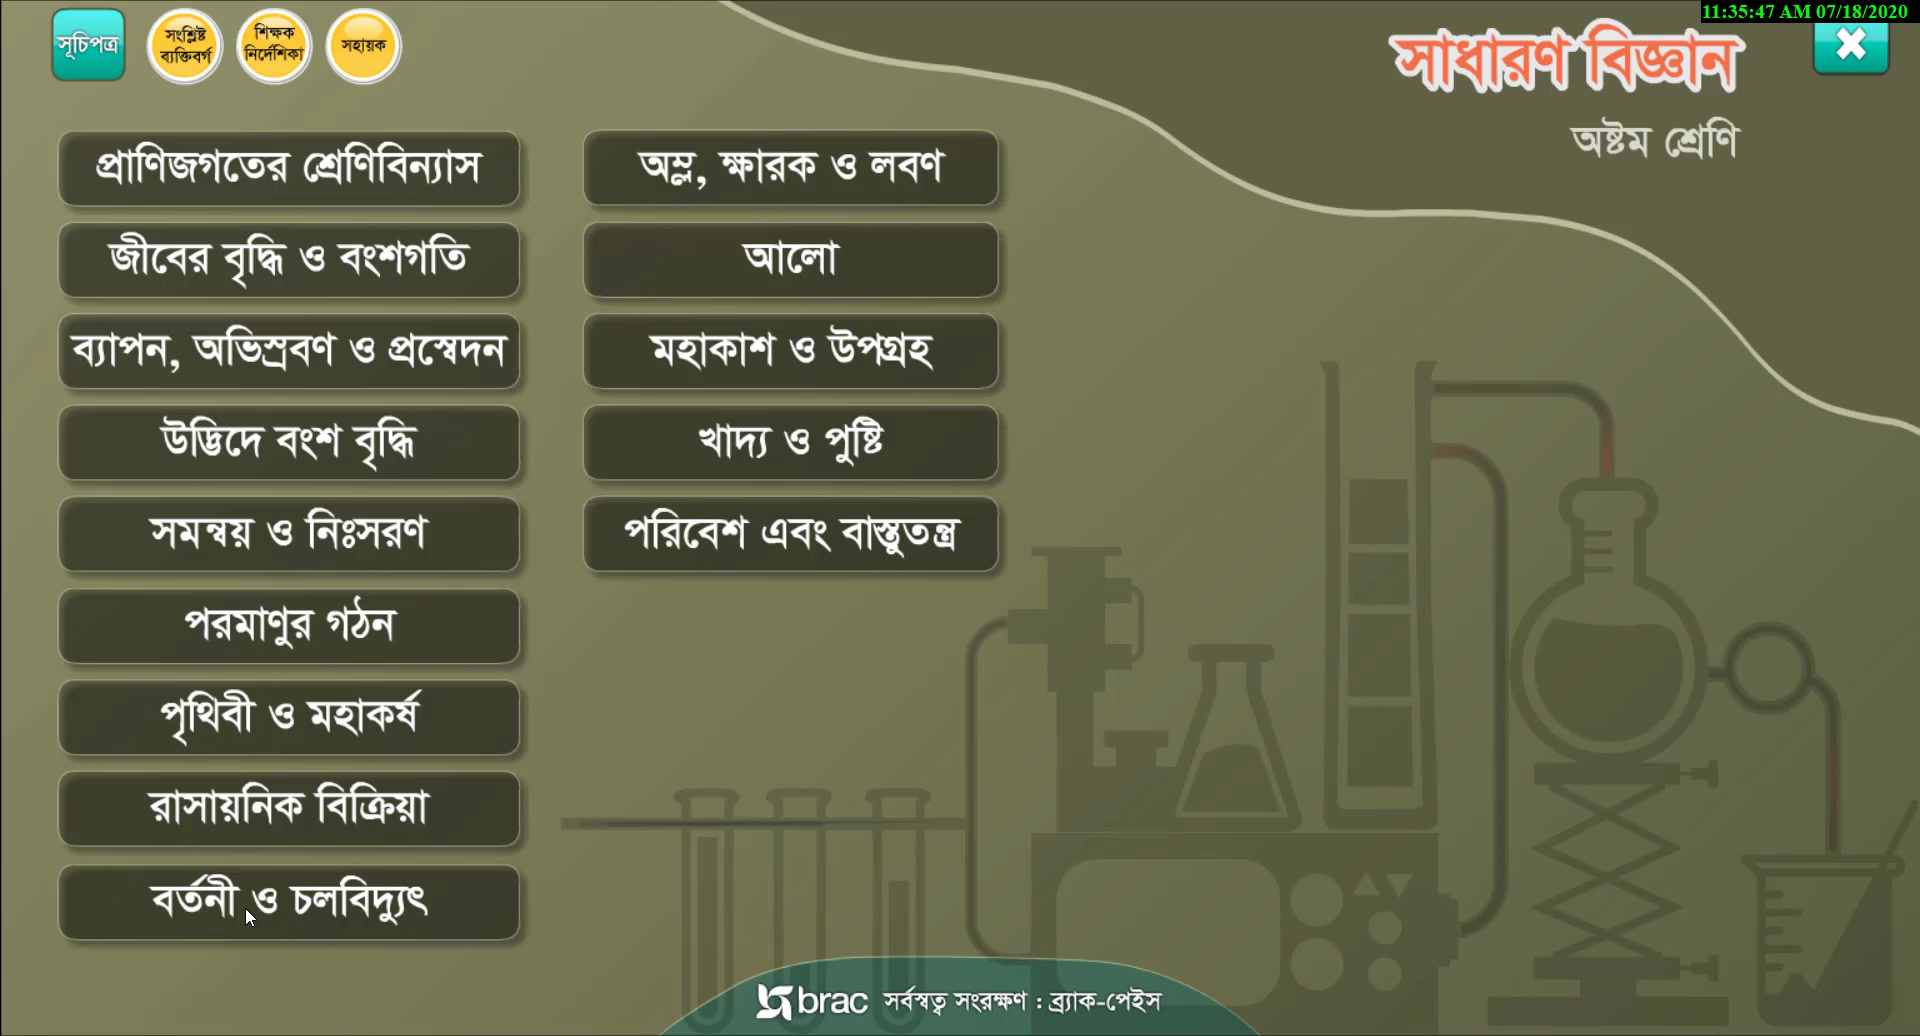 11:35:47 AM 07/18/2020
সূচিপত্র
সংশ্লিষ্ট
ব্যক্তিবর্গ
শিক্ষক
নির্দেশিকা
সহায়ক
সাধারণ বিজ্ঞান
অষ্টম শ্রেণি
প্রাণিজগতের শ্রেণিবিন্যাস
জীবের বৃদ্ধি ও বংশগতি
ব্যাপন, অভিস্রবণ ও প্রস্বেদন
উদ্ভিদে বংশ বৃদ্ধি
সমন্বয় ও নিঃসরণ
পরমাণুর গঠন
পৃথিবী ও মহাকর্ষ
রাসায়নিক বিক্রিয়া
বর্তনী ও চলবিদ্যুৎ
অম্ল, ক্ষারক ও লবণ
আলো
মহাকাশ ও উপগ্রহ
খাদ্য ও পুষ্টি
পরিবেশ এবং বাস্তুতন্ত্র
brac সর্বস্বত্ব সংরক্ষণ : ব্র্যাক-পেইস